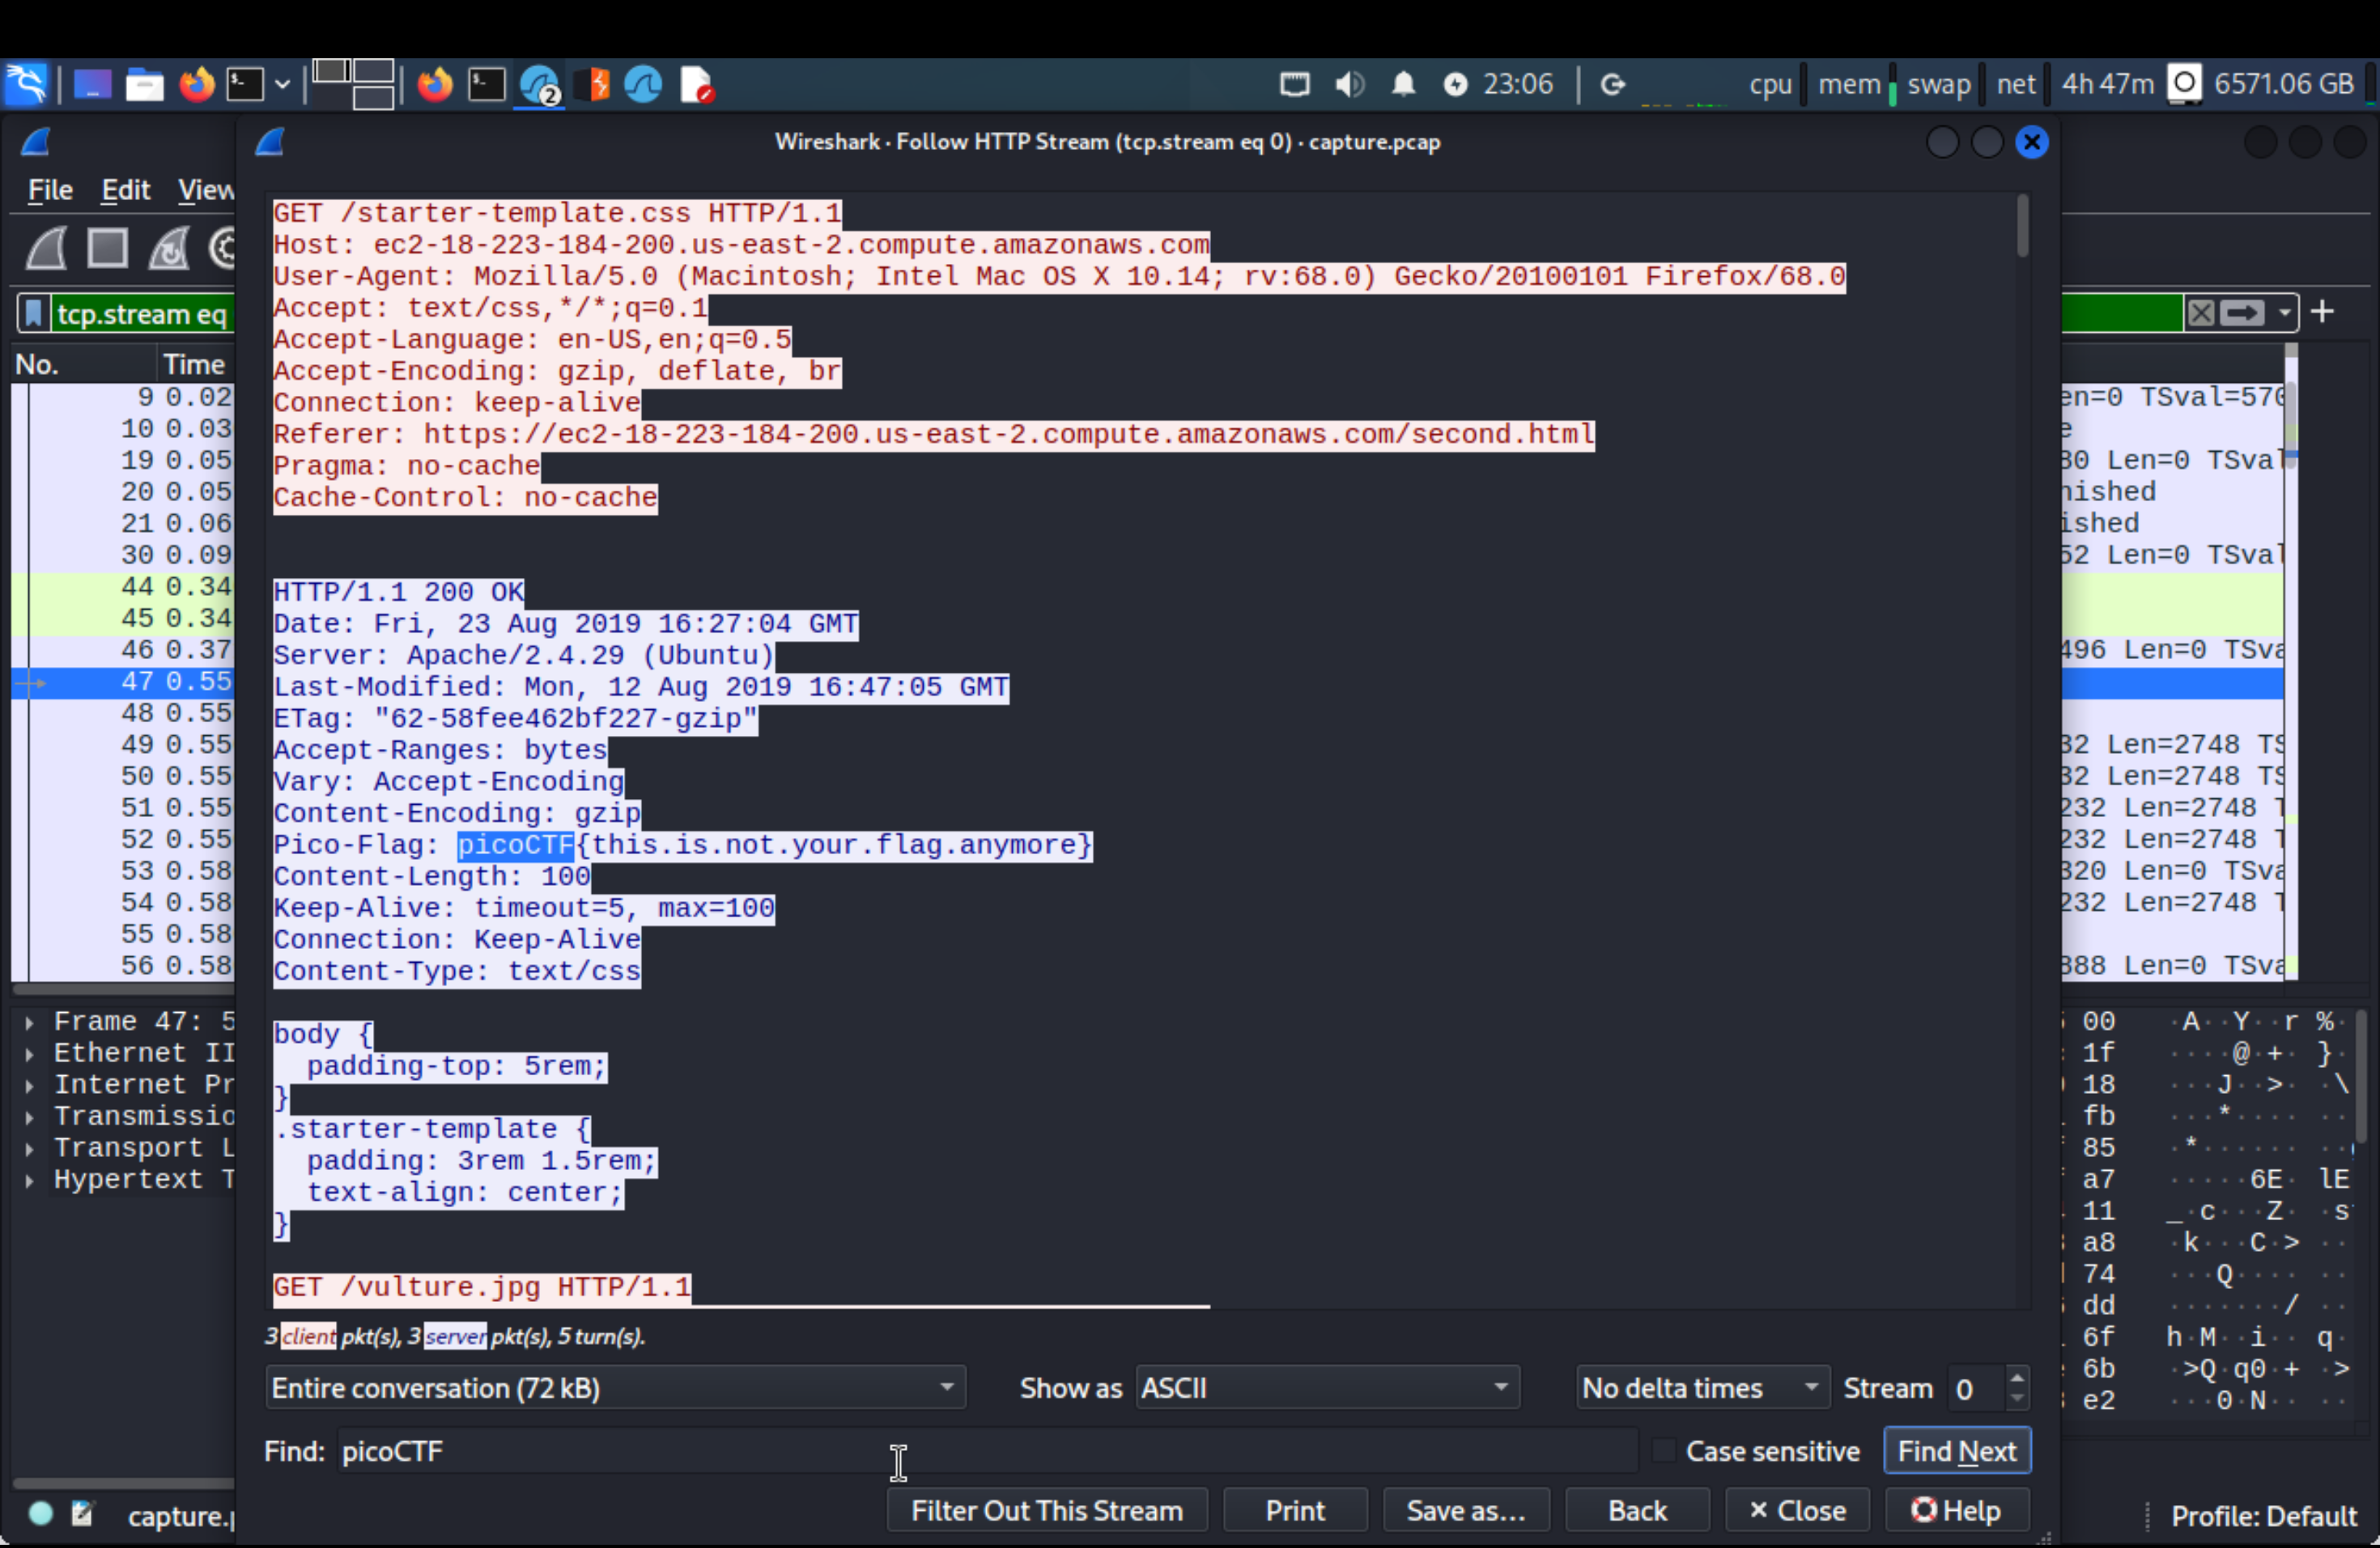 23:06 cpu mem swap net 4h 47m 6571.06 GB
Wireshark · Follow HTTP Stream (tcp.stream eq 0) · capture.pcap
File Edit View
GET /starter-template.css HTTP/1.1
Host: ec2-18-223-184-200.us-east-2.compute.amazonaws.com
User-Agent: Mozilla/5.0 (Macintosh; Intel Mac OS X 10.14; rv:68.0) Gecko/20100101 Firefox/68.0
Accept: text/css,*/*;q=0.1
Accept-Language: en-US,en;q=0.5
Accept-Encoding: gzip, deflate, br
Connection: keep-alive
Referer: https://ec2-18-223-184-200.us-east-2.compute.amazonaws.com/second.html
Pragma: no-cache
Cache-Control: no-cache
HTTP/1.1 200 OK
Date: Fri, 23 Aug 2019 16:27:04 GMT
Server: Apache/2.4.29 (Ubuntu)
Last-Modified: Mon, 12 Aug 2019 16:47:05 GMT
ETag: "62-58fee462bf227-gzip"
Accept-Ranges: bytes
Vary: Accept-Encoding
Content-Encoding: gzip
Pico-Flag: picoCTF{this.is.not.your.flag.anymore}
Content-Length: 100
Keep-Alive: timeout=5, max=100
Connection: Keep-Alive
Content-Type: text/css
body {
  padding-top: 5rem;
}
.starter-template {
  padding: 3rem 1.5rem;
  text-align: center;
}
GET /vulture.jpg HTTP/1.1
3 client pkt(s), 3 server pkt(s), 5 turn(s).
Entire conversation (72 kB) Show as ASCII No delta times Stream 0
Find: picoCTF Case sensitive Find Next
Filter Out This Stream Print Save as... Back × Close Help
tcp.stream eq
No. Time
9 0.02
10 0.03
19 0.05
20 0.05
21 0.06
30 0.09
44 0.34
45 0.34
46 0.37
47 0.55
48 0.55
49 0.55
50 0.55
51 0.55
52 0.55
53 0.58
54 0.58
55 0.58
56 0.58
Frame 47: 5
Ethernet II
Internet Pr
Transmissio
Transport L
Hypertext T
en=0 TSval=570
e
80 Len=0 TSval
nished
ished
52 Len=0 TSval
496 Len=0 TSva
32 Len=2748 TS
32 Len=2748 TS
232 Len=2748 T
232 Len=2748 T
320 Len=0 TSva
232 Len=2748 T
888 Len=0 TSva
00 ·A··Y··r %·
1f ····@·+· }·
18 ···J··>· ·\
fb ···*···· ··
85 ·*······ ··
a7 ·····6E· lE
11 _·c···Z· ·s
a8 ·k···C·> ··
74 ···Q···· ··
dd ·······/ ··
6f h·M··i·· q·
6b ·>Q·q0·+ ·>
e2 ···0·N·· ··
capture.p
Profile: Default